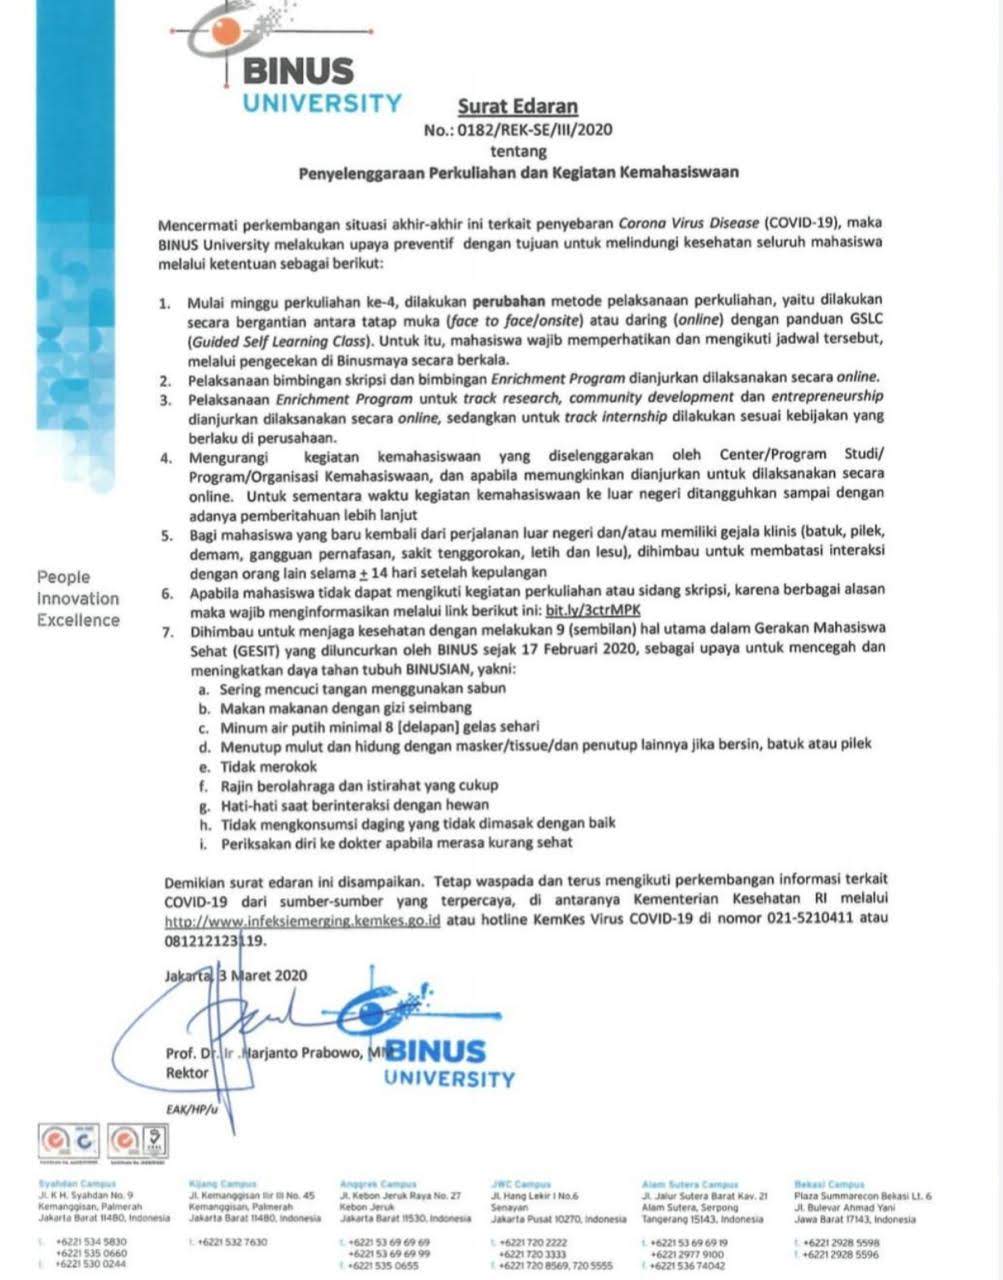 BINUS
UNIVERSITY
Surat Edaran
No.: 0182/REK-SE/III/2020
tentang
Penyelenggaraan Perkuliahan dan Kegiatan Kemahasiswaan
Mencermati perkembangan situasi akhir-akhir ini terkait penyebaran Corona Virus Disease (COVID-19), maka
BINUS University melakukan upaya preventif dengan tujuan untuk melindungi kesehatan seluruh mahasiswa
melalui ketentuan sebagai berikut:
1. Mulai minggu perkuliahan ke-4, dilakukan perubahan metode pelaksanaan perkuliahan, yaitu dilakukan
secara bergantian antara tatap muka (face to face/onsite) atau daring (online) dengan panduan GSLC
(Guided Self Learning Class). Untuk itu, mahasiswa wajib memperhatikan dan mengikuti jadwal tersebut,
melalui pengecekan di Binusmaya secara berkala.
2. Pelaksanaan bimbingan skripsi dan bimbingan Enrichment Program dianjurkan dilaksanakan secara online.
3. Pelaksanaan Enrichment Program untuk track research, community development dan entrepreneurship
dianjurkan dilaksanakan secara online, sedangkan untuk track internship dilakukan sesuai kebijakan yang
berlaku di perusahaan.
4. Mengurangi kegiatan kemahasiswaan yang diselenggarakan oleh Center/Program Studi/
Program/Organisasi Kemahasiswaan, dan apabila memungkinkan dianjurkan untuk dilaksanakan secara
online. Untuk sementara waktu kegiatan kemahasiswaan ke luar negeri ditangguhkan sampai dengan
adanya pemberitahuan lebih lanjut
5. Bagi mahasiswa yang baru kembali dari perjalanan luar negeri dan/atau memiliki gejala klinis (batuk, pilek,
demam, gangguan pernafasan, sakit tenggorokan, letih dan lesu), dihimbau untuk membatasi interaksi
dengan orang lain selama ± 14 hari setelah kepulangan
6. Apabila mahasiswa tidak dapat mengikuti kegiatan perkuliahan atau sidang skripsi, karena berbagai alasan
maka wajib menginformasikan melalui link berikut ini: bit.ly/3ctrMPK
7. Dihimbau untuk menjaga kesehatan dengan melakukan 9 (sembilan) hal utama dalam Gerakan Mahasiswa
Sehat (GESIT) yang diluncurkan oleh BINUS sejak 17 Februari 2020, sebagai upaya untuk mencegah dan
meningkatkan daya tahan tubuh BINUSIAN, yakni:
a. Sering mencuci tangan menggunakan sabun
b. Makan makanan dengan gizi seimbang
c. Minum air putih minimal 8 [delapan] gelas sehari
d. Menutup mulut dan hidung dengan masker/tissue/dan penutup lainnya jika bersin, batuk atau pilek
e. Tidak merokok
f. Rajin berolahraga dan istirahat yang cukup
g. Hati-hati saat berinteraksi dengan hewan
h. Tidak mengkonsumsi daging yang tidak dimasak dengan baik
i. Periksakan diri ke dokter apabila merasa kurang sehat
People
Innovation
Excellence
Demikian surat edaran ini disampaikan. Tetap waspada dan terus mengikuti perkembangan informasi terkait
COVID-19 dari sumber-sumber yang terpercaya, di antaranya Kementerian Kesehatan RI melalui
http://www.infeksiemerging.kemkes.go.id atau hotline KemKes Virus COVID-19 di nomor 021-5210411 atau
081212123119.
Jakarta, 3 Maret 2020
Prof. Dr. Ir .Harjanto Prabowo, MM
Rektor
BINUS
UNIVERSITY
EAK/HP/u
Syahdan Campus
Jl. K H. Syahdan No. 9
Kemanggisan, Palmerah
Jakarta Barat 11480, Indonesia
t. +6221 534 5830
+6221 535 0660
f. +6221 530 0244
Kijang Campus
Jl. Kemanggisan Ilir III No. 45
Kemanggisan, Palmerah
Jakarta Barat 11480, Indonesia
t. +6221 532 7630
Anggrek Campus
Jl. Kebon Jeruk Raya No. 27
Kebon Jeruk
Jakarta Barat 11530, Indonesia
t. +6221 53 69 69 69
+6221 53 69 69 99
f. +6221 535 0655
JWC Campus
Jl. Hang Lekir I No.6
Senayan
Jakarta Pusat 10270, Indonesia
t. +6221 720 2222
+6221 720 3333
f. +6221 720 8569, 720 5555
Alam Sutera Campus
Jl. Jalur Sutera Barat Kav. 21
Alam Sutera, Serpong
Tangerang 15143, Indonesia
t. +6221 53 69 69 19
+6221 2977 9100
f. +6221 536 74042
Bekasi Campus
Plaza Summarecon Bekasi Lt. 6
Jl. Bulevar Ahmad Yani
Jawa Barat 17143, Indonesia
t. +6221 2928 5598
f. +6221 2928 5596